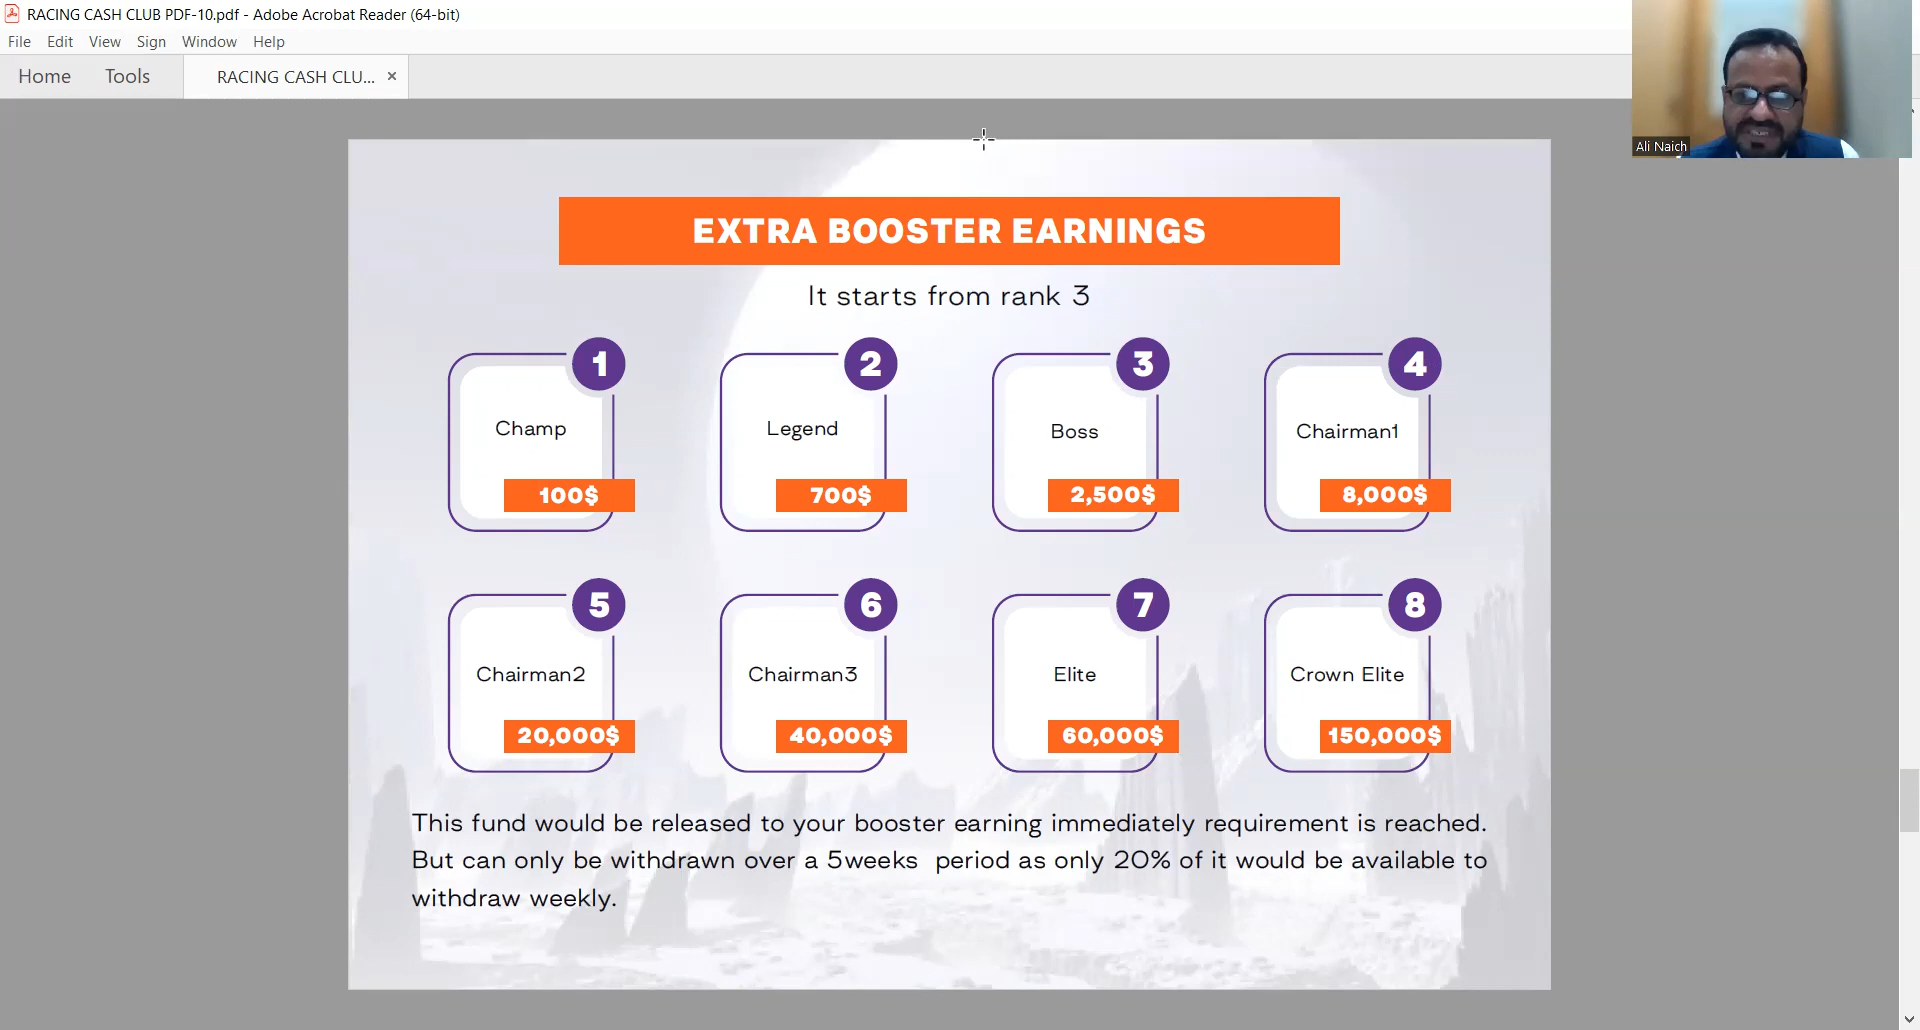 RACING CASH CLUB PDF-10.pdf - Adobe Acrobat Reader (64-bit)
File Edit View Sign Window Help
Home Tools RACING CASH CLU... ×
Ali Naich
EXTRA BOOSTER EARNINGS
It starts from rank 3
1 2 3 4
Champ Legend Boss Chairman1
100$ 700$ 2,500$ 8,000$
5 6 7 8
Chairman2 Chairman3 Elite Crown Elite
20,000$ 40,000$ 60,000$ 150,000$
This fund would be released to your booster earning immediately requirement is reached.
But can only be withdrawn over a 5weeks period as only 20% of it would be available to
withdraw weekly.